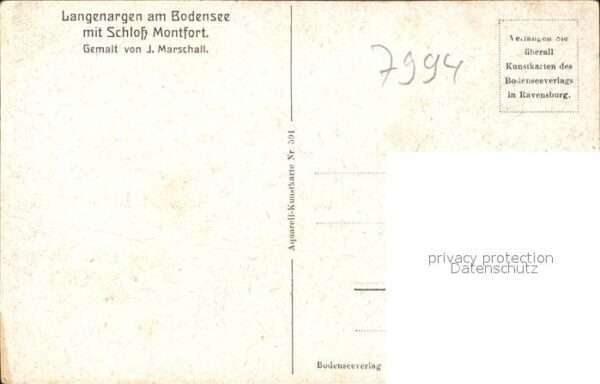 Langenargen am Bodensee
mit Schloß Montfort.
Gemalt von J. Marschall.
7994
Verlangen Sie
überall
Kunstkarten des
Bodenseeverlags
in Ravensburg.
Aquarell-Kunstkarte Nr. 591
privacy protection
Datenschutz
Bodenseeverlag